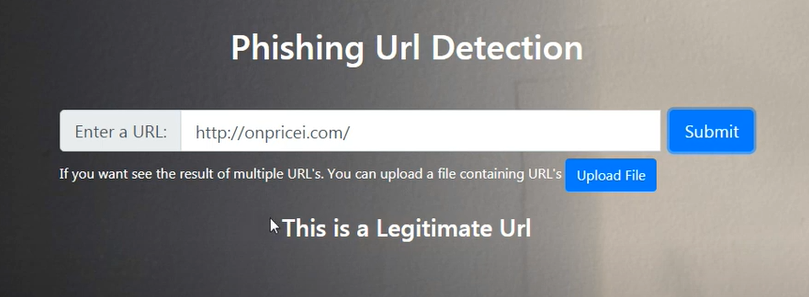 Phishing Url Detection
Enter a URL: http://onpricei.com/ Submit
If you want see the result of multiple URL's. You can upload a file containing URL's Upload File
This is a Legitimate Url